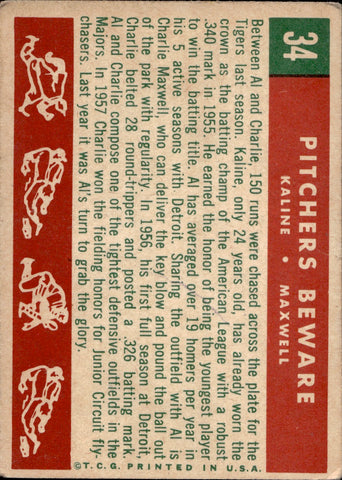 34
PITCHERS BEWARE
KALINE • MAXWELL
Between Al and Charlie, 150 runs were chased across the plate for the
Tigers last season. Kaline, only 24 years old, has already worn the
crown as the batting champ of the American League with a robust
.340 mark in 1955. He earned the honor of being the youngest player
to win the batting title. Al has averaged over 19 homers per year in
his 5 active seasons with Detroit. Sharing the outfield with Al is
Charlie Maxwell, who can deliver the key blow and pound the ball out
of the park with regularity. In 1956, his first full season at Detroit,
Charlie belted 28 round-trippers and posted a .326 batting mark.
Al and Charlie compose one of the tightest defensive outfields in the
Majors. In 1957 Charlie won the fielding honors for Junior Circuit fly-
chasers. Last year it was Al's turn to grab the glory.
©T.C.G. PRINTED IN U.S.A.